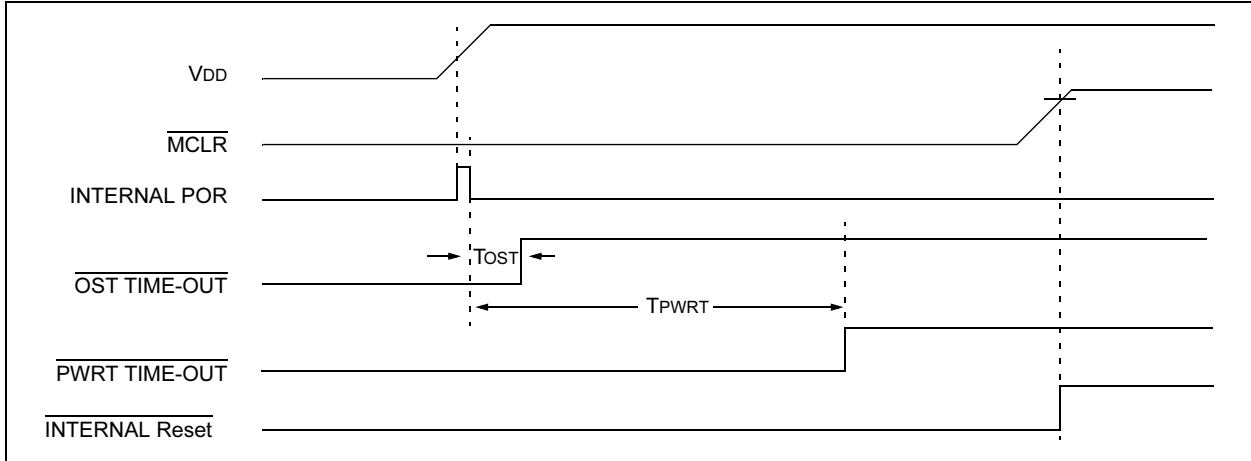 VDD
MCLR
INTERNAL POR
TOST
OST TIME-OUT
TPWRT
PWRT TIME-OUT
INTERNAL Reset